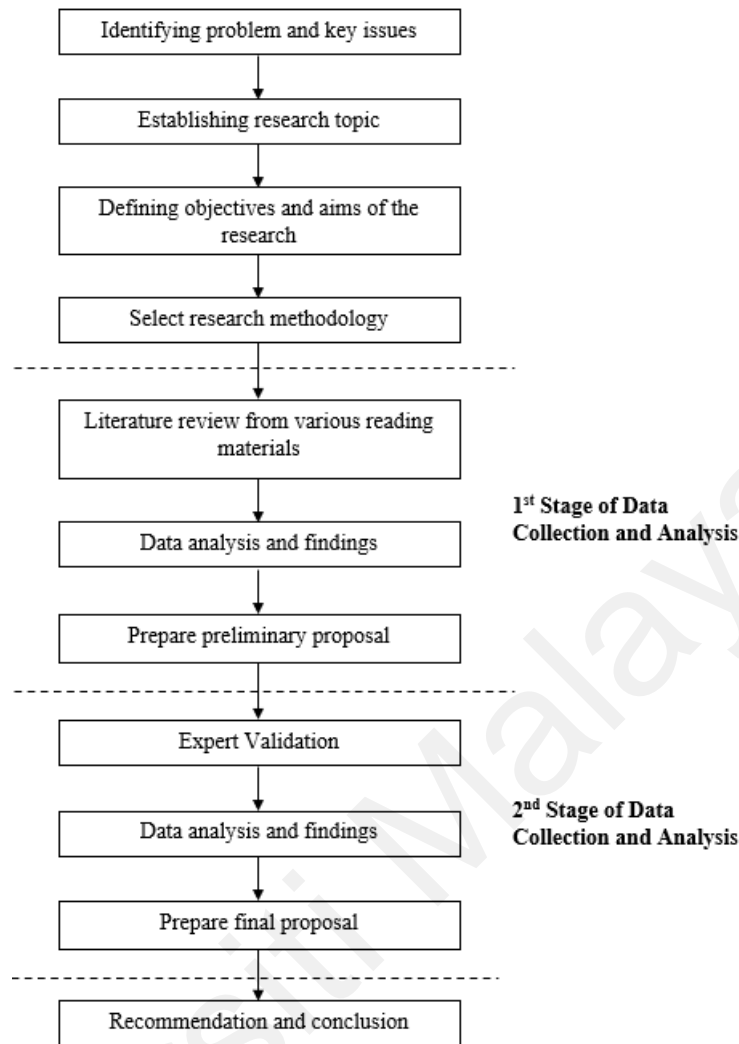 Identifying problem and key issues
Establishing research topic
Defining objectives and aims of the
research
Select research methodology
Literature review from various reading
materials
1st Stage of Data
Collection and Analysis
Data analysis and findings
Prepare preliminary proposal
Expert Validation
2nd Stage of Data
Collection and Analysis
Data analysis and findings
Prepare final proposal
Recommendation and conclusion